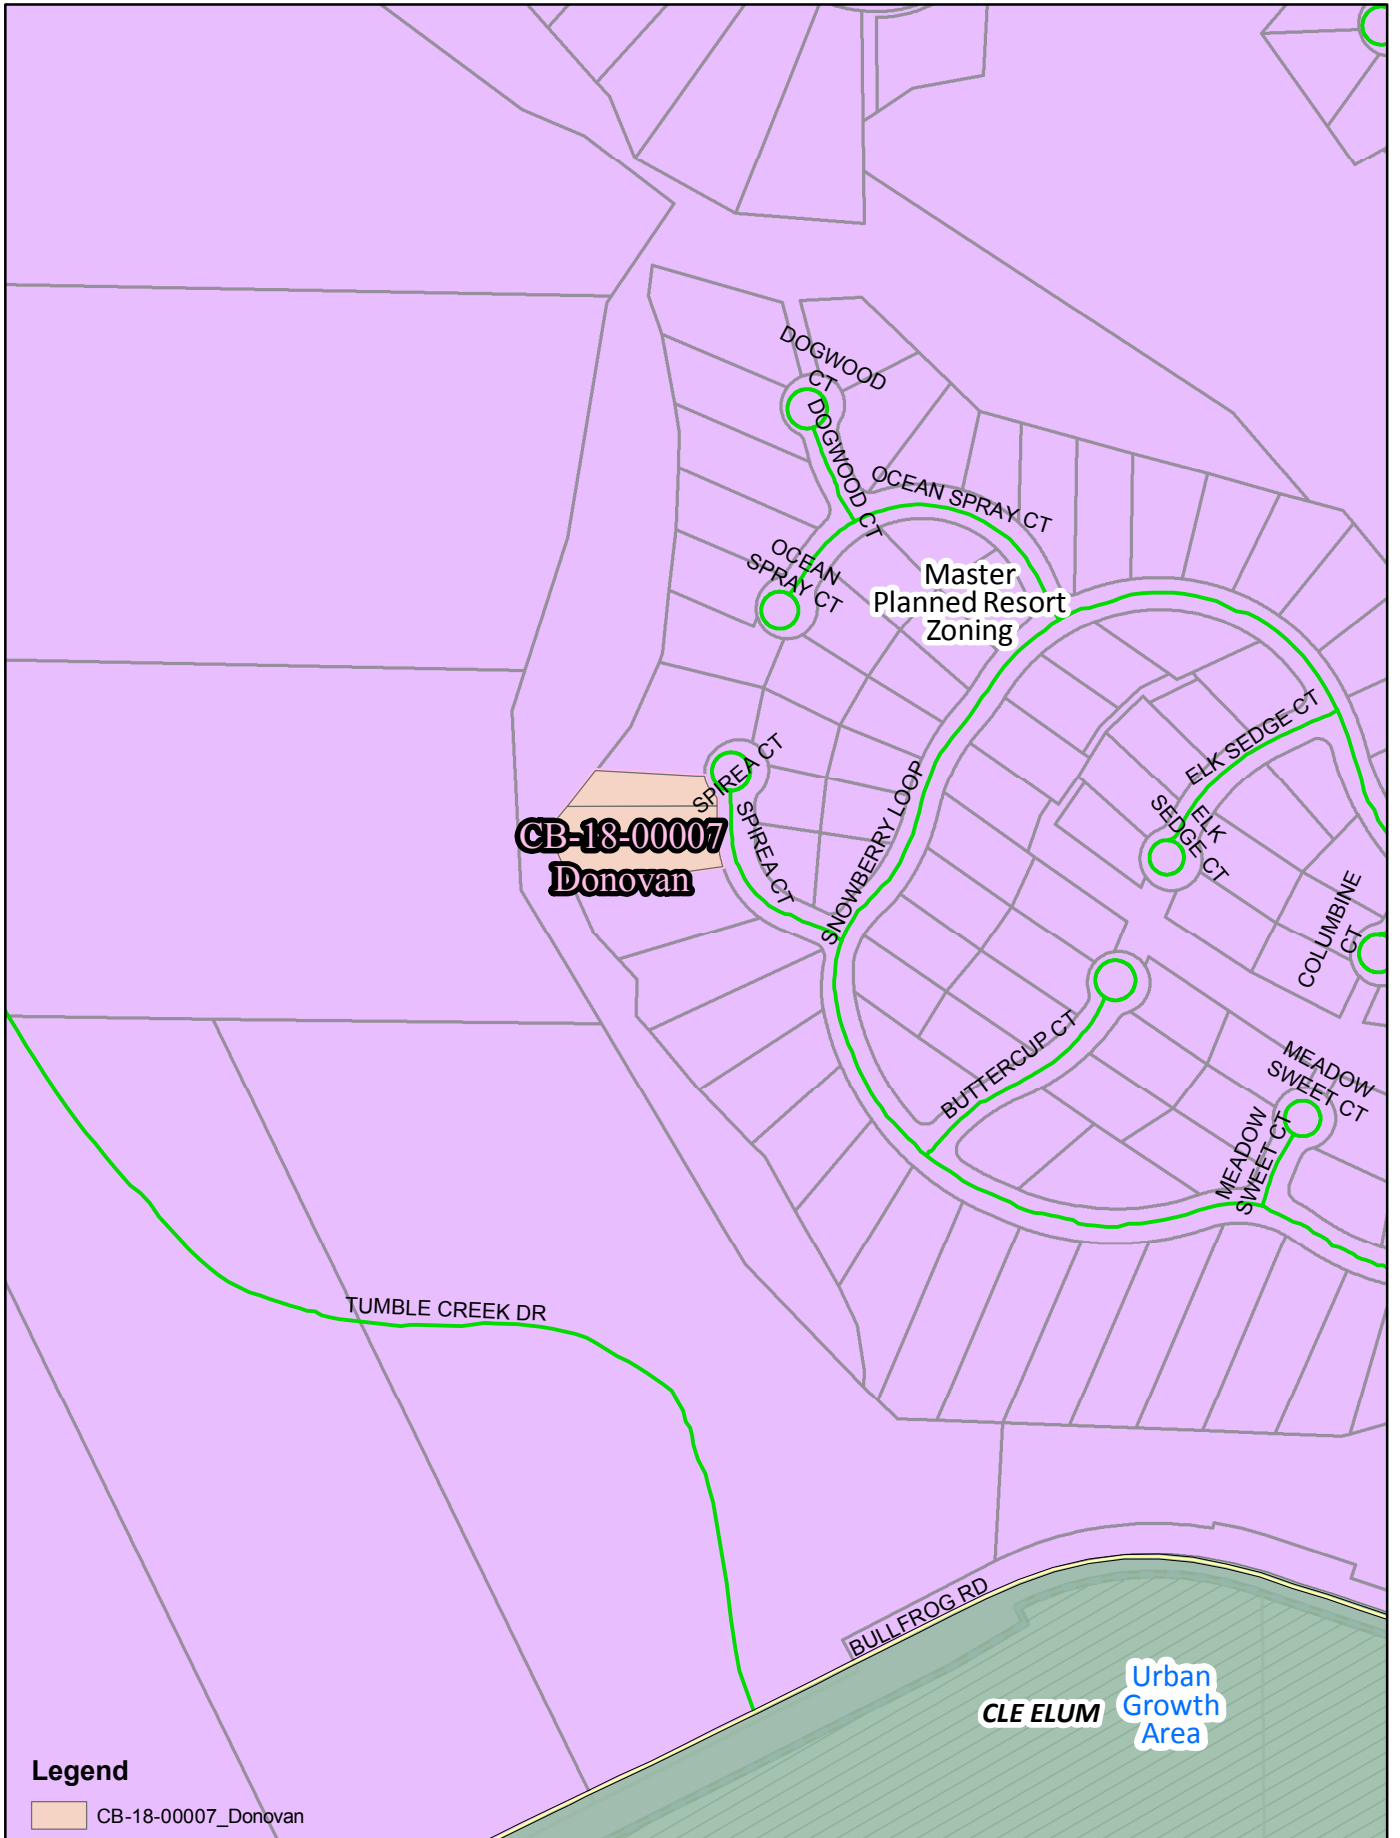 DOGWOOD
CT
DOGWOOD CT
OCEAN SPRAY CT
OCEAN
SPRAY CT
Master
Planned Resort
Zoning
ELK SEDGE CT
ELK
SEDGE CT
SPIREA CT
SPIREA CT
SNOWBERRY LOOP
CB-18-00007
Donovan
COLUMBINE
CT
BUTTERCUP CT
MEADOW
SWEET CT
MEADOW
SWEET CT
TUMBLE CREEK DR
BULLFROG RD
CLE ELUM
Urban
Growth
Area
Legend
CB-18-00007_Donovan